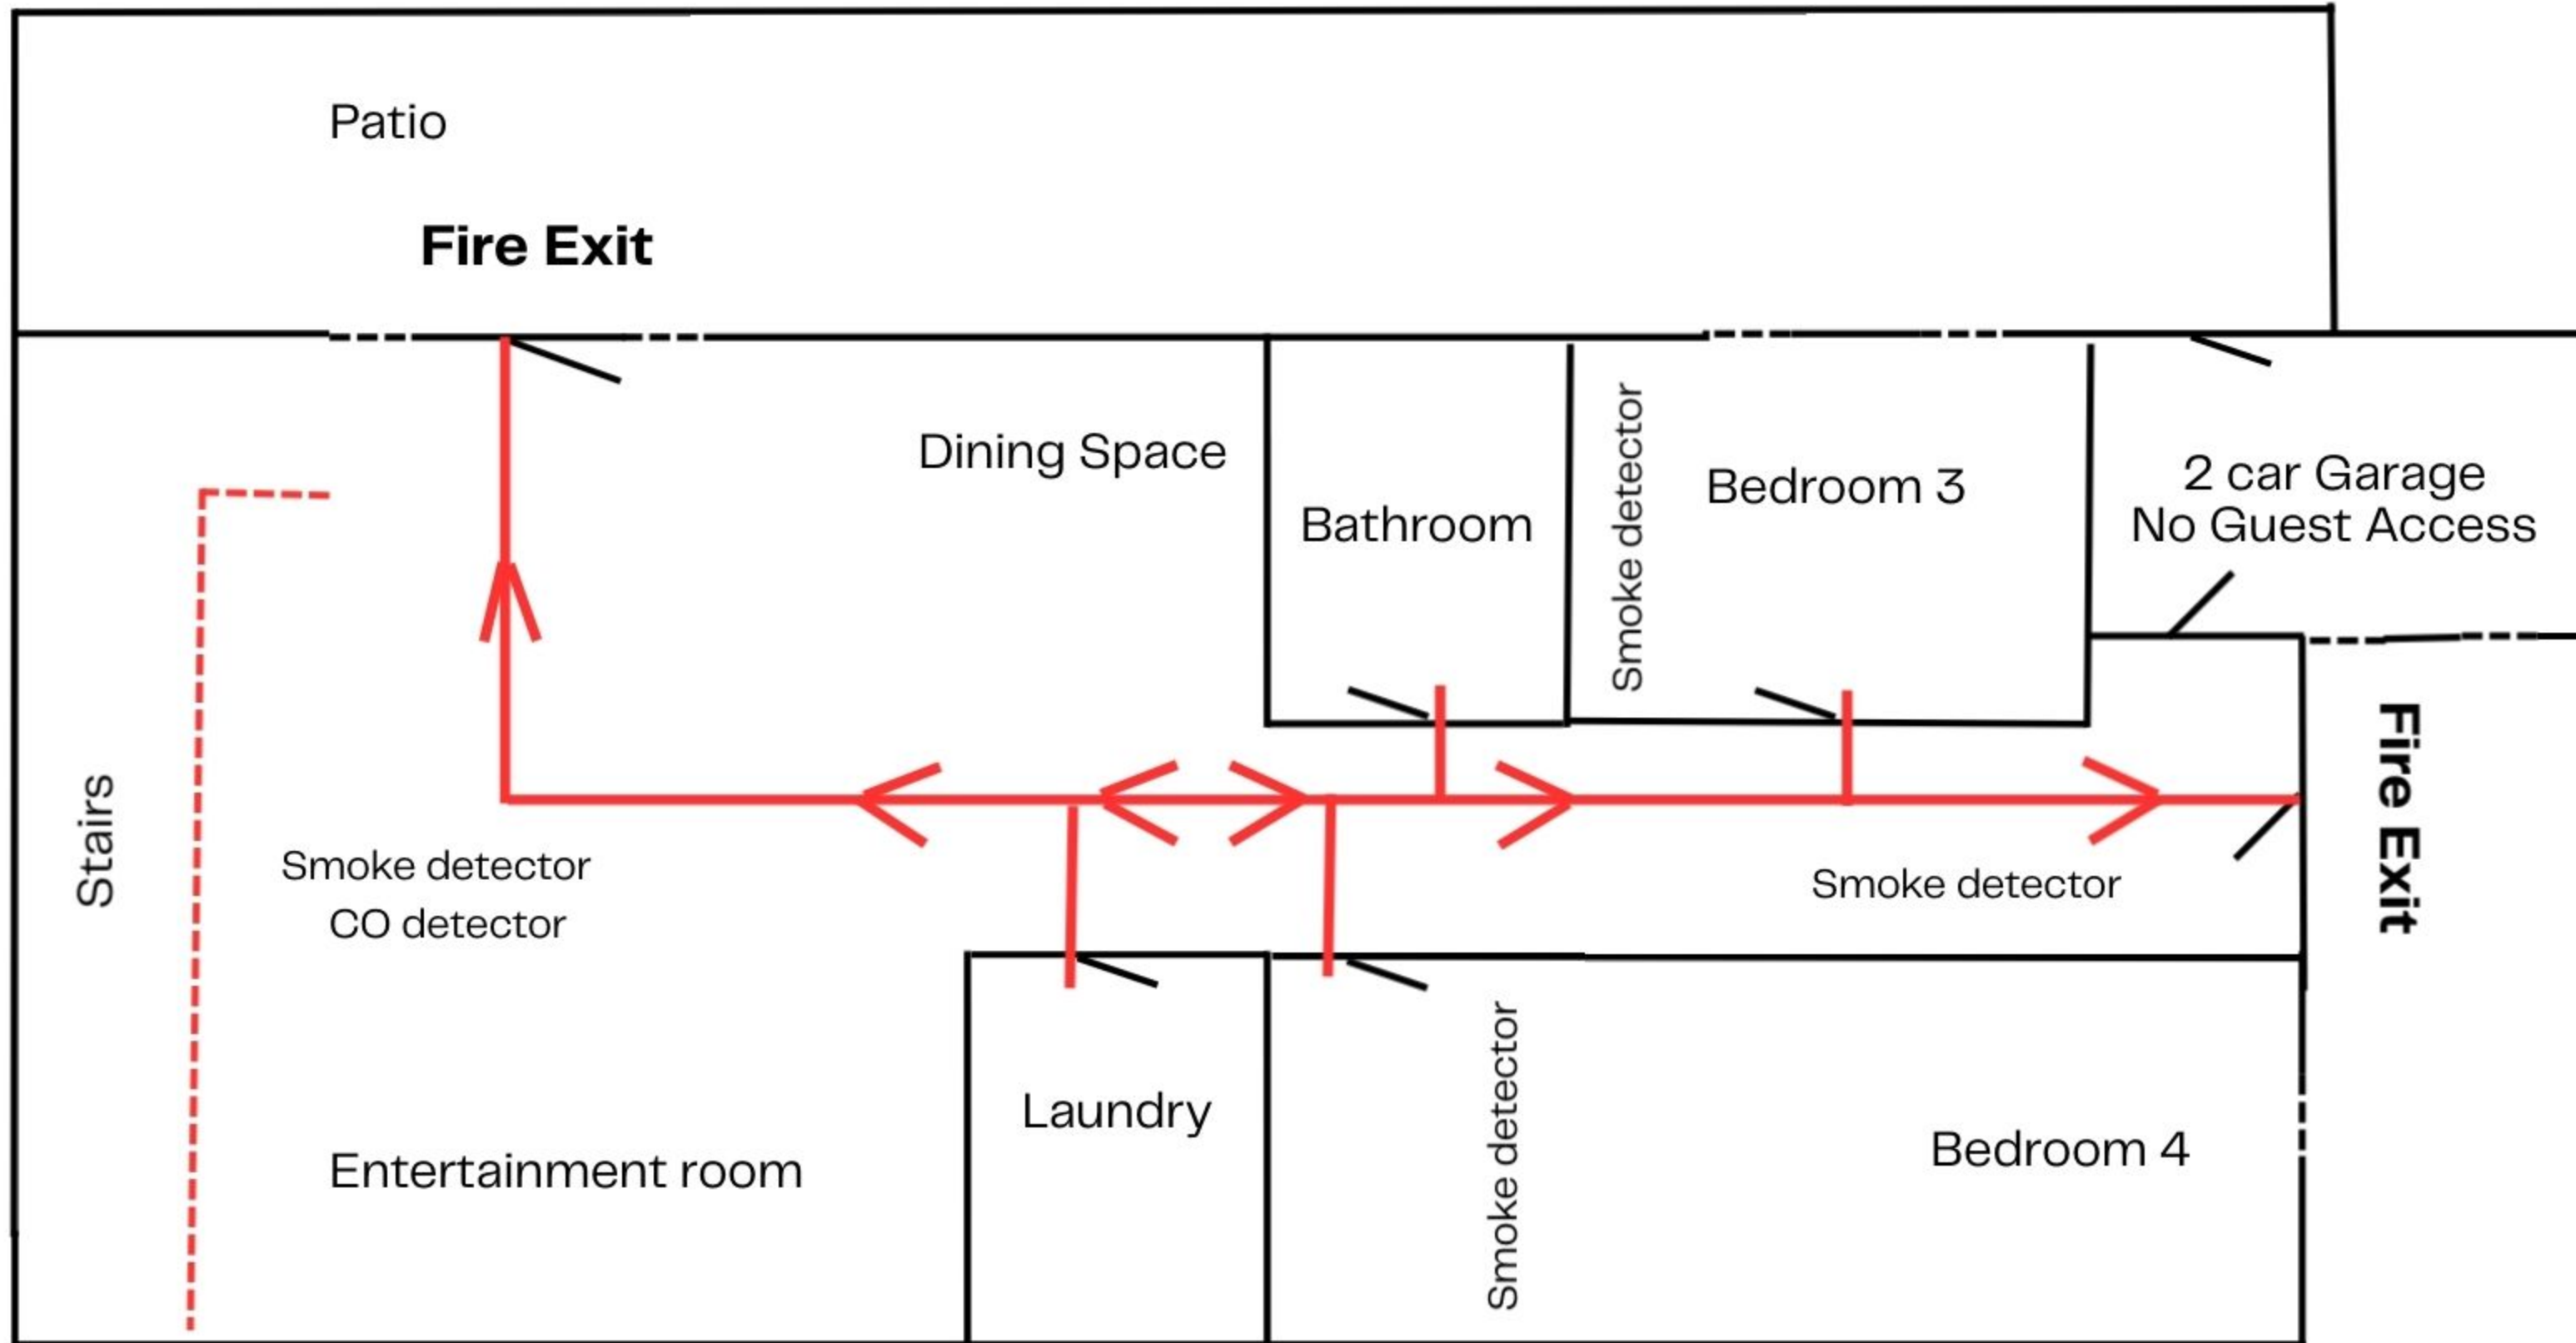 Patio
Fire Exit
Dining Space
Bathroom
Smoke detector
Bedroom 3
2 car Garage
No Guest Access
Fire Exit
Stairs
Smoke detector
CO detector
Smoke detector
Entertainment room
Laundry
Smoke detector
Bedroom 4